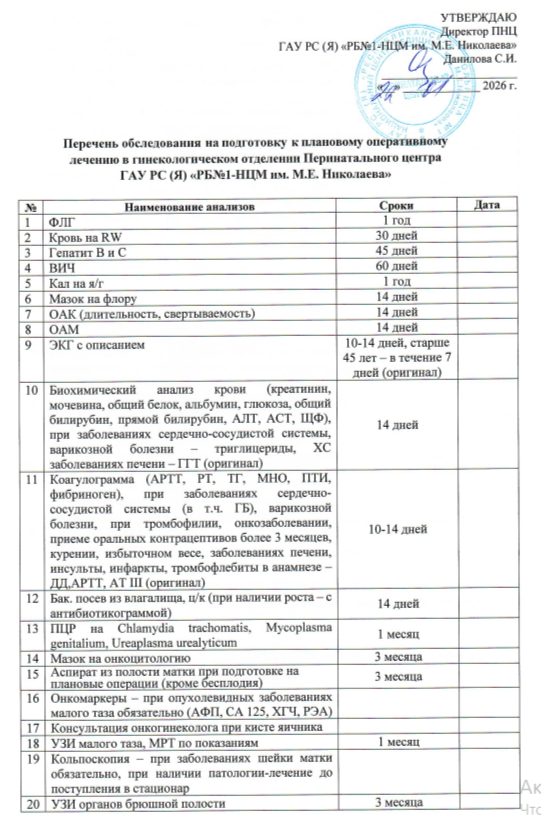 УТВЕРЖДАЮ
Директор ПНЦ
ГАУ РС (Я) «РБ№1-НЦМ им. М.Е. Николаева»
Данилова С.И.
2026 г.
Перечень обследования на подготовку к плановому оперативному
лечению в гинекологическом отделении Перинатального центра
ГАУ РС (Я) «РБ№1-НЦМ им. М.Е. Николаева»
№ Наименование анализов Сроки Дата
1 ФЛГ 1 год
2 Кровь на RW 30 дней
3 Гепатит В и С 45 дней
4 ВИЧ 60 дней
5 Кал на я/г 1 год
6 Мазок на флору 14 дней
7 ОАК (длительность, свертываемость) 14 дней
8 ОАМ 14 дней
9 ЭКГ с описанием 10-14 дней, старше
45 лет – в течение 7
дней (оригинал)
10 Биохимический анализ крови (креатинин,
мочевина, общий белок, альбумин, глюкоза, общий
билирубин, прямой билирубин, АЛТ, АСТ, ЩФ),
при заболеваниях сердечно-сосудистой системы,
варикозной болезни – триглицериды, ХС
заболеваниях печени – ГГТ (оригинал)
14 дней
11 Коагулограмма (АРТТ, РТ, ТГ, МНО, ПТИ,
фибриноген), при заболеваниях сердечно-
сосудистой системы (в т.ч. ГБ), варикозной
болезни, при тромбофилии, онкозаболевании,
приеме оральных контрацептивов более 3 месяцев,
курении, избыточном весе, заболеваниях печени,
инсульты, инфаркты, тромбофлебиты в анамнезе –
ДД,АРТТ, АТ III (оригинал)
10-14 дней
12 Бак. посев из влагалища, ц/к (при наличии роста – с
антибиотикограммой)
14 дней
13 ПЦР на Chlamydia trachomatis, Mycoplasma
genitalium, Ureaplasma urealyticum
1 месяц
14 Мазок на онкоцитологию 3 месяца
15 Аспират из полости матки при подготовке на
плановые операции (кроме бесплодия)
3 месяца
16 Онкомаркеры – при опухолевидных заболеваниях
малого таза обязательно (АФП, СА 125, ХГЧ, РЭА)
17 Консультация онкогинеколога при кисте яичника
18 УЗИ малого таза, МРТ по показаниям 1 месяц
19 Кольпоскопия – при заболеваниях шейки матки
обязательно, при наличии патологии-лечение до
поступления в стационар
20 УЗИ органов брюшной полости 3 месяца